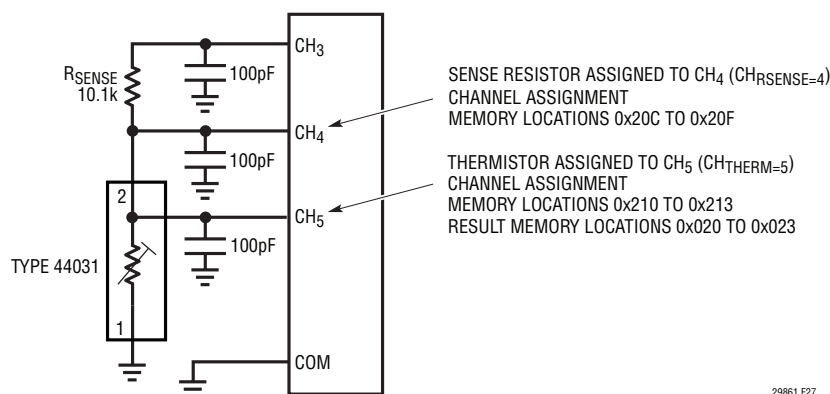 CH3
RSENSE
10.1k
100pF
CH4
100pF
2
CH5
100pF
TYPE 44031
1
COM
SENSE RESISTOR ASSIGNED TO CH4 (CHRSENSE=4)
CHANNEL ASSIGNMENT
MEMORY LOCATIONS 0x20C TO 0x20F
THERMISTOR ASSIGNED TO CH5 (CHTHERM=5)
CHANNEL ASSIGNMENT
MEMORY LOCATIONS 0x210 TO 0x213
RESULT MEMORY LOCATIONS 0x020 TO 0x023
29861 F27